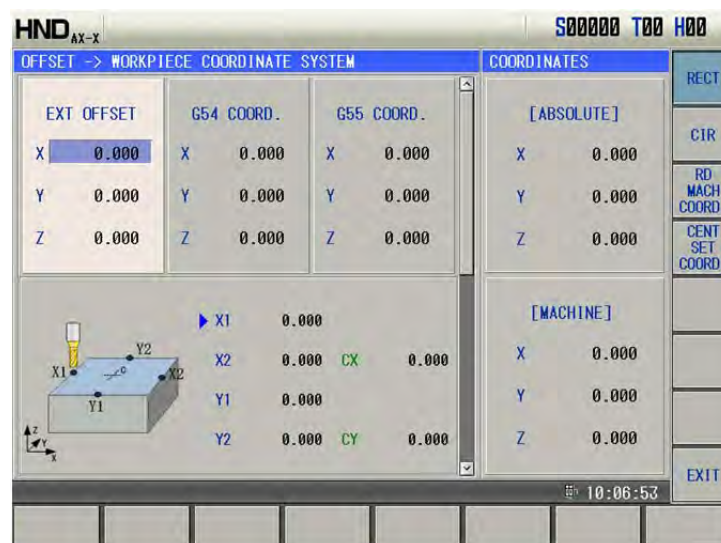 HND AX-X S00000 T00 H00
OFFSET -> WORKPIECE COORDINATE SYSTEM COORDINATES
EXT OFFSET G54 COORD. G55 COORD. [ABSOLUTE]
X 0.000 X 0.000 X 0.000 X 0.000
Y 0.000 Y 0.000 Y 0.000 Y 0.000
Z 0.000 Z 0.000 Z 0.000 Z 0.000
X1 0.000
X2 0.000 CX 0.000
Y1 0.000
Y2 0.000 CY 0.000
Y2
X1
C
X2
Y1
Z
Y
X
[MACHINE]
X 0.000
Y 0.000
Z 0.000
10:06:53
RECT
CIR
RD
MACH
COORD
CENT
SET
COORD
EXIT